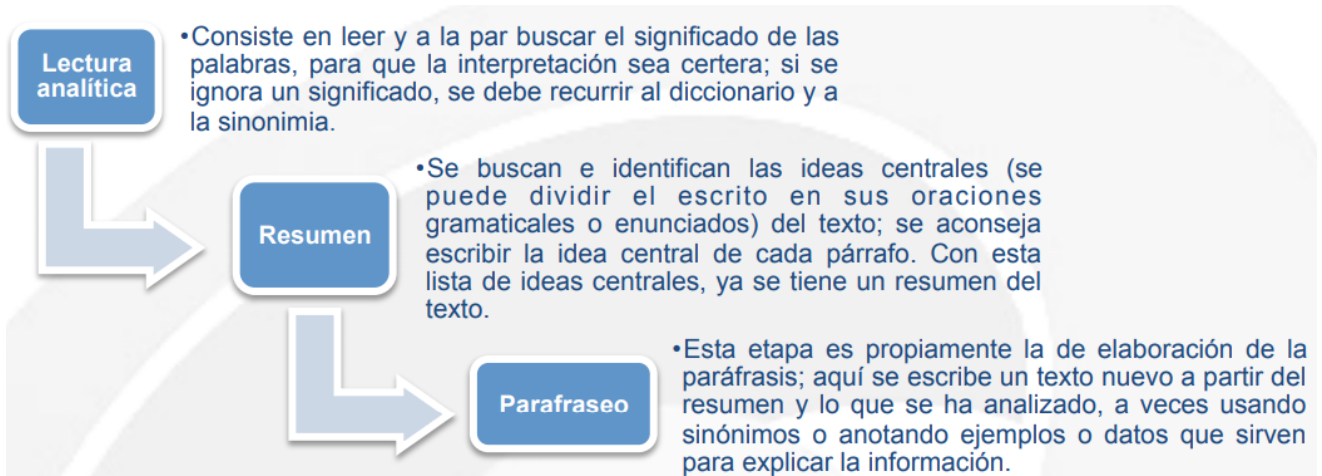 Lectura
analítica
•Consiste en leer y a la par buscar el significado de las
palabras, para que la interpretación sea certera; si se
ignora un significado, se debe recurrir al diccionario y a
la sinonimia.
Resumen
•Se buscan e identifican las ideas centrales (se
puede dividir el escrito en sus oraciones
gramaticales o enunciados) del texto; se aconseja
escribir la idea central de cada párrafo. Con esta
lista de ideas centrales, ya se tiene un resumen del
texto.
Parafraseo
•Esta etapa es propiamente la de elaboración de la
paráfrasis; aquí se escribe un texto nuevo a partir del
resumen y lo que se ha analizado, a veces usando
sinónimos o anotando ejemplos o datos que sirven
para explicar la información.